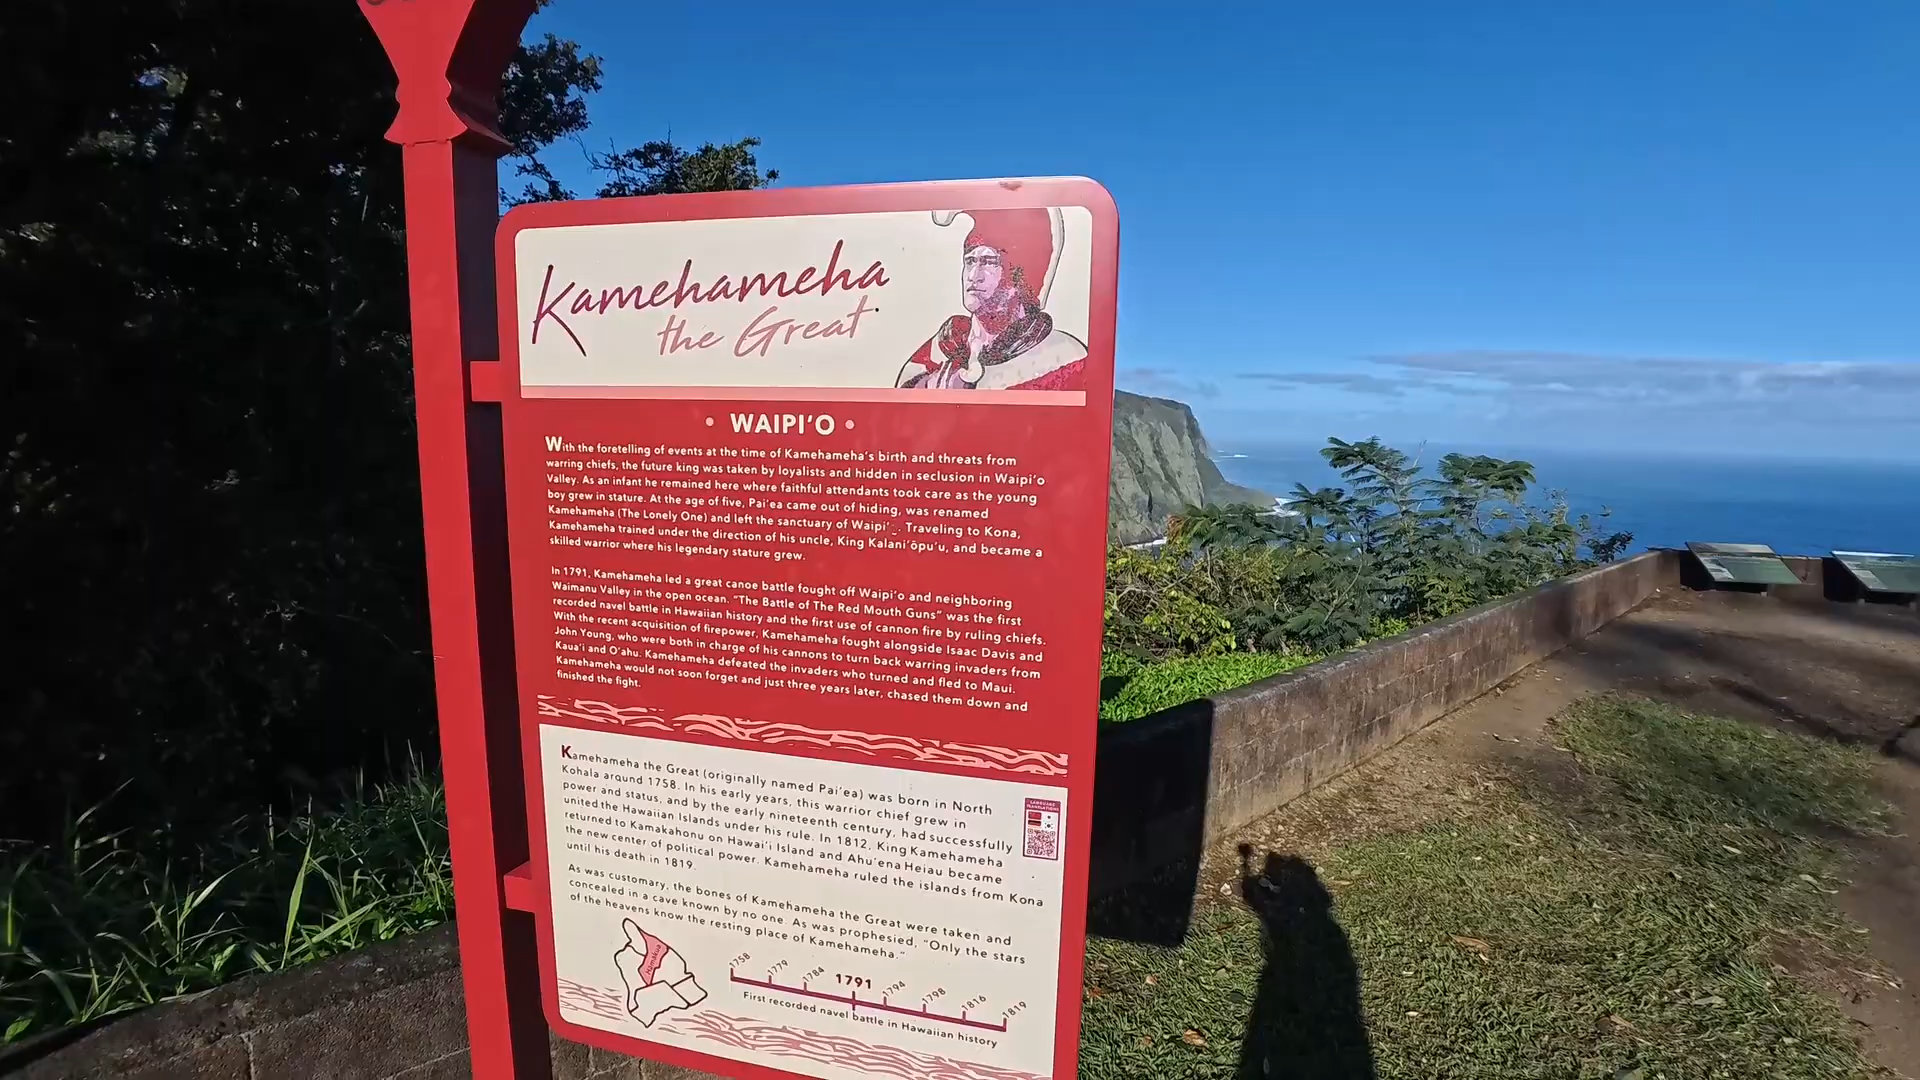 Kamehameha
the Great
• WAIPI'O •
With the foretelling of events at the time of Kamehameha's birth and threats from
warring chiefs, the future king was taken by loyalists and hidden in seclusion in Waipi'o
Valley. As an infant he remained here where faithful attendants took care as the young
boy grew in stature. At the age of five, Pai'ea came out of hiding, was renamed
Kamehameha (The Lonely One) and left the sanctuary of Waipi' . Traveling to Kona,
Kamehameha trained under the direction of his uncle, King Kalani'ōpu'u, and became a
skilled warrior where his legendary stature grew.
In 1791, Kamehameha led a great canoe battle fought off Waipi'o and neighboring
Waimanu Valley in the open ocean. "The Battle of The Red Mouth Guns" was the first
recorded navel battle in Hawaiian history and the first use of cannon fire by ruling chiefs.
With the recent acquisition of firepower, Kamehameha fought alongside Isaac Davis and
John Young, who were both in charge of his cannons to turn back warring invaders from
Kaua'i and O'ahu. Kamehameha defeated the invaders who turned and fled to Maui.
Kamehameha would not soon forget and just three years later, chased them down and
finished the fight.
Kamehameha the Great (originally named Pai'ea) was born in North
Kohala around 1758. In his early years, this warrior chief grew in
power and status, and by the early nineteenth century, had successfully
united the Hawaiian Islands under his rule. In 1812, King Kamehameha
returned to Kamakahonu on Hawai'i Island and Ahu'ena Heiau became
the new center of political power. Kamehameha ruled the islands from Kona
until his death in 1819.
LANGUAGE
TRANSLATIONS
As was customary, the bones of Kamehameha the Great were taken and
concealed in a cave known by no one. As was prophesied, "Only the stars
of the heavens know the resting place of Kamehameha."
Hāmākua
1758 1779 1784 1791 1794 1798 1816 1819
First recorded navel battle in Hawaiian history